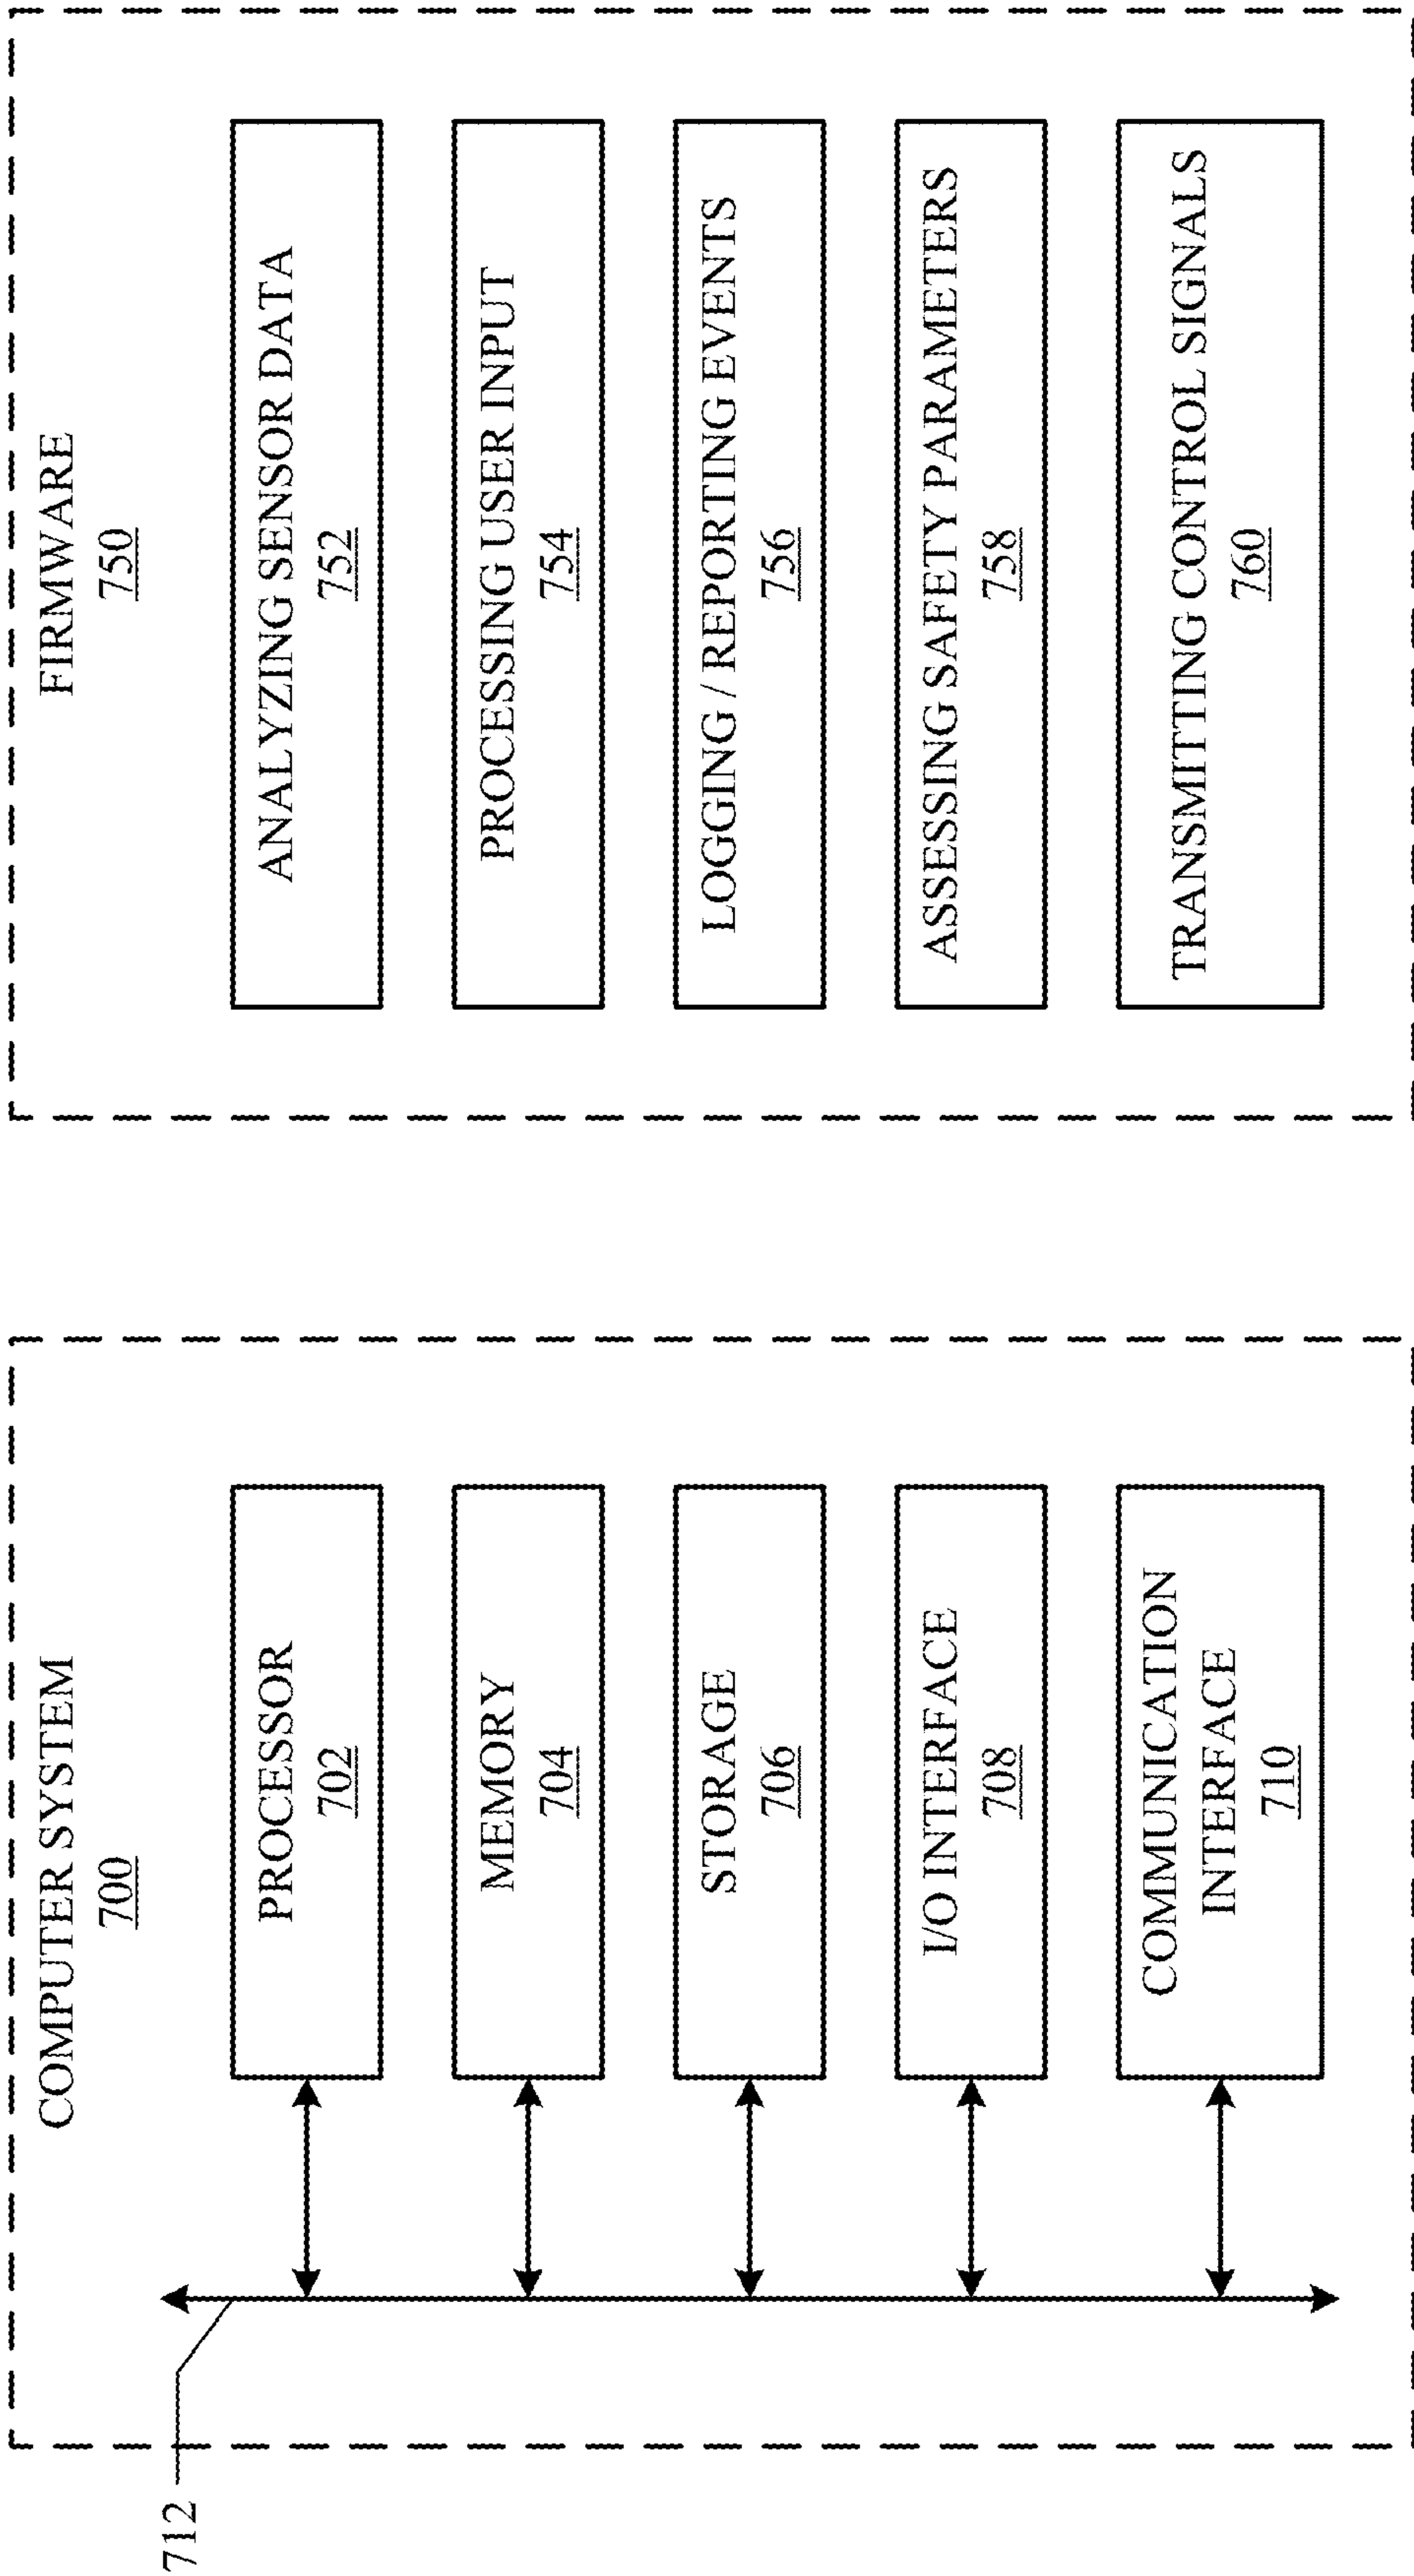 COMPUTER SYSTEM
700
712
PROCESSOR
702
MEMORY
704
STORAGE
706
I/O INTERFACE
708
COMMUNICATION
INTERFACE
710
FIRMWARE
750
ANALYZING SENSOR DATA
752
PROCESSING USER INPUT
754
LOGGING / REPORTING EVENTS
756
ASSESSING SAFETY PARAMETERS
758
TRANSMITTING CONTROL SIGNALS
760